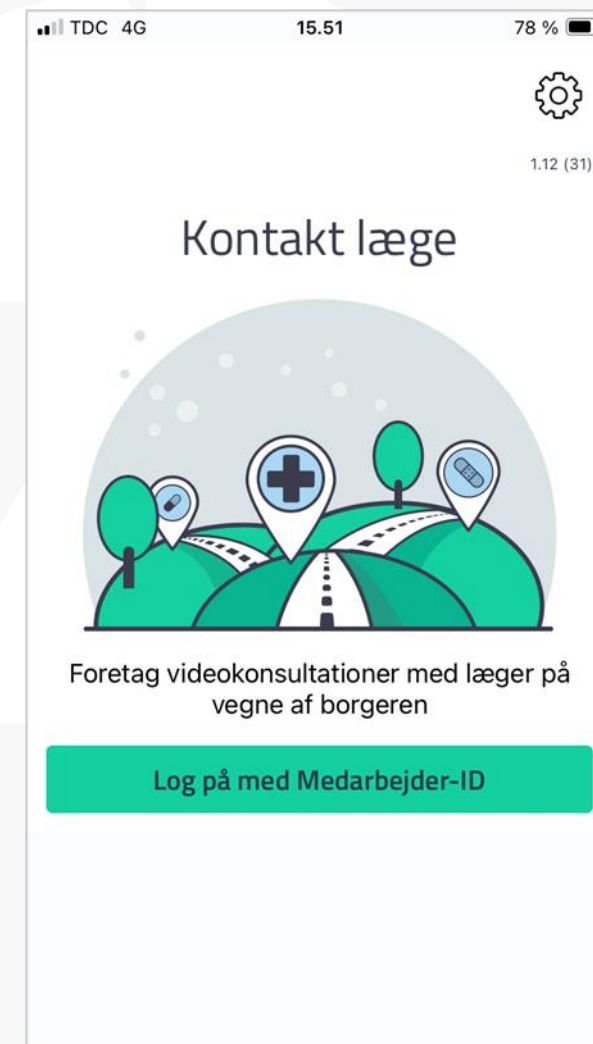 TDC 4G 15.51 78 %
1.12 (31)
Kontakt læge
Foretag videokonsultationer med læger på
vegne af borgeren
Log på med Medarbejder-ID